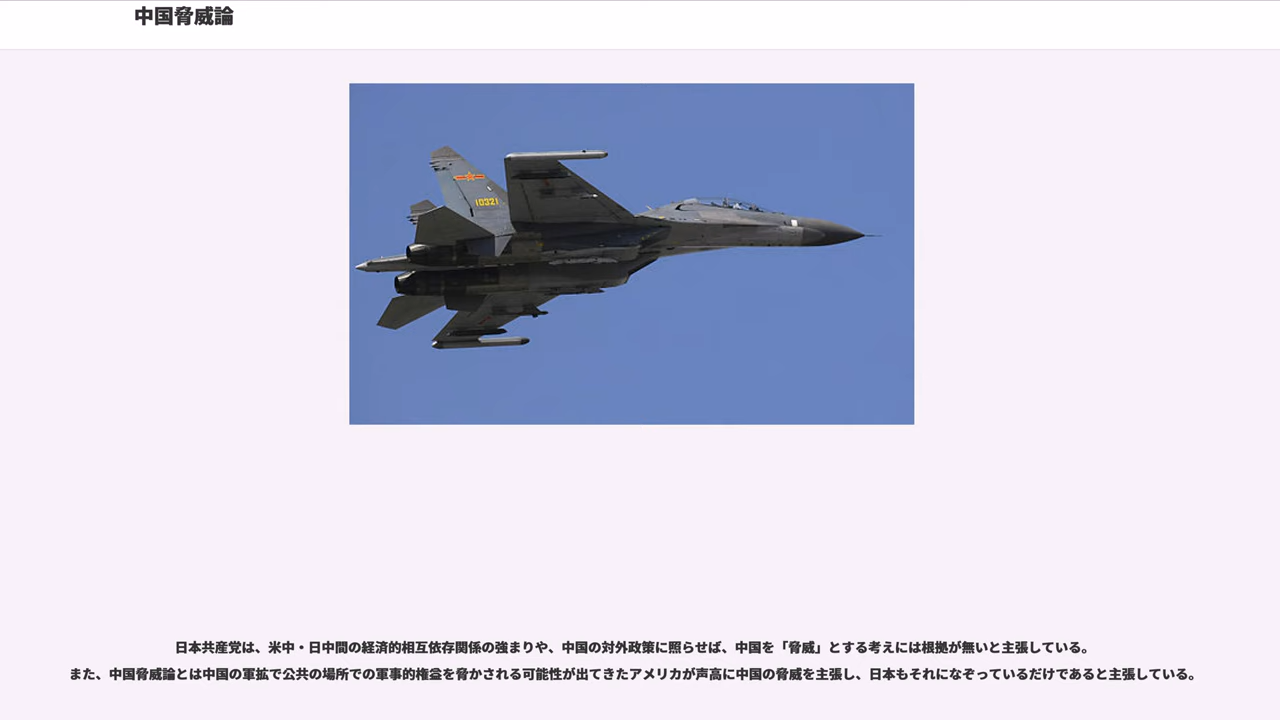 中国脅威論
10321
日本共産党は、米中・日中間の経済的相互依存関係の強まりや、中国の対外政策に照らせば、中国を「脅威」とする考えには根拠が無いと主張している。
また、中国脅威論とは中国の軍拡で公共の場所での軍事的権益を脅かされる可能性が出てきたアメリカが声高に中国の脅威を主張し、日本もそれになぞっているだけであると主張している。